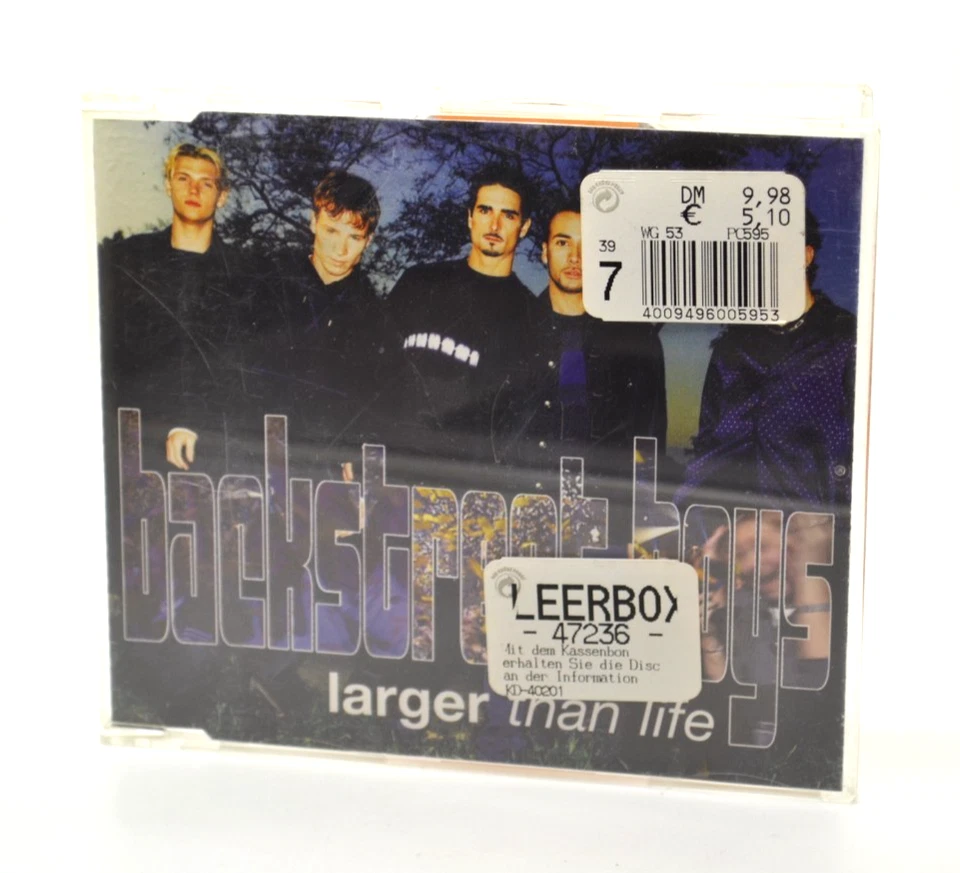 DM 9,98
€ 5,10
WG 53 PC595
39
7
4009496005953
backstreet boys
®
LEERBOX
- 47236 -
Mit dem Kassenbon
erhalten Sie die Disc
an der Information
KD-40201
larger than life